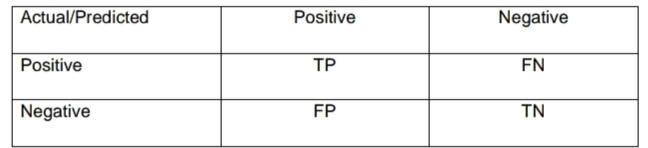 Actual/Predicted Positive Negative
Positive TP FN
Negative FP TN